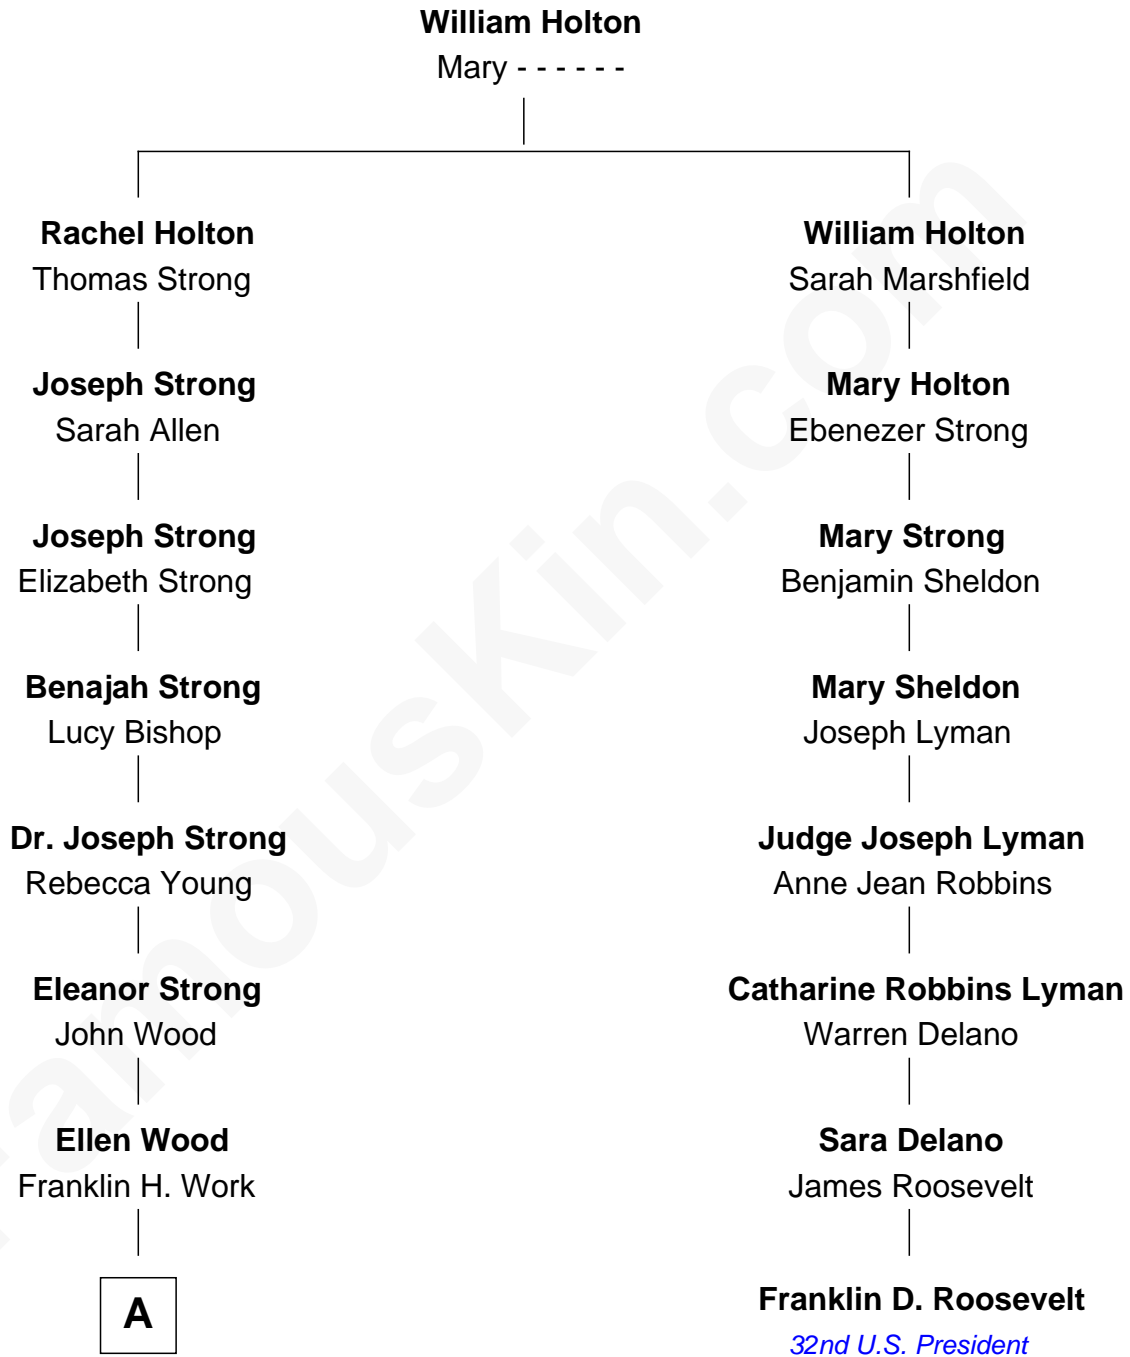 William Holton
Mary - - - - - -
Rachel Holton
Thomas Strong
William Holton
Sarah Marshfield
Joseph Strong
Sarah Allen
Mary Holton
Ebenezer Strong
Joseph Strong
Elizabeth Strong
Mary Strong
Benjamin Sheldon
Benajah Strong
Lucy Bishop
Mary Sheldon
Joseph Lyman
Dr. Joseph Strong
Rebecca Young
Judge Joseph Lyman
Anne Jean Robbins
Eleanor Strong
John Wood
Catharine Robbins Lyman
Warren Delano
Ellen Wood
Franklin H. Work
Sara Delano
James Roosevelt
A
Franklin D. Roosevelt
32nd U.S. President
FamousKin.com